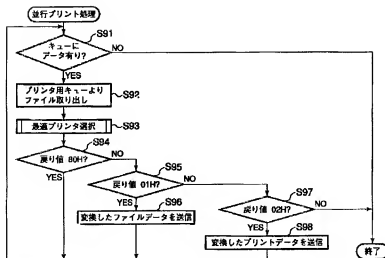 並行プリント処理
S91
キューに
データ有り?
NO
YES
プリンタ用キューより
ファイル取り出し
S92
最適プリンタ選択
S93
S94
戻り値 80H?
NO
YES
S95
戻り値 01H?
NO
YES
S96
変換したファイルデータを送信
S97
戻り値 02H?
NO
YES
S98
変換したプリントデータを送信
終了